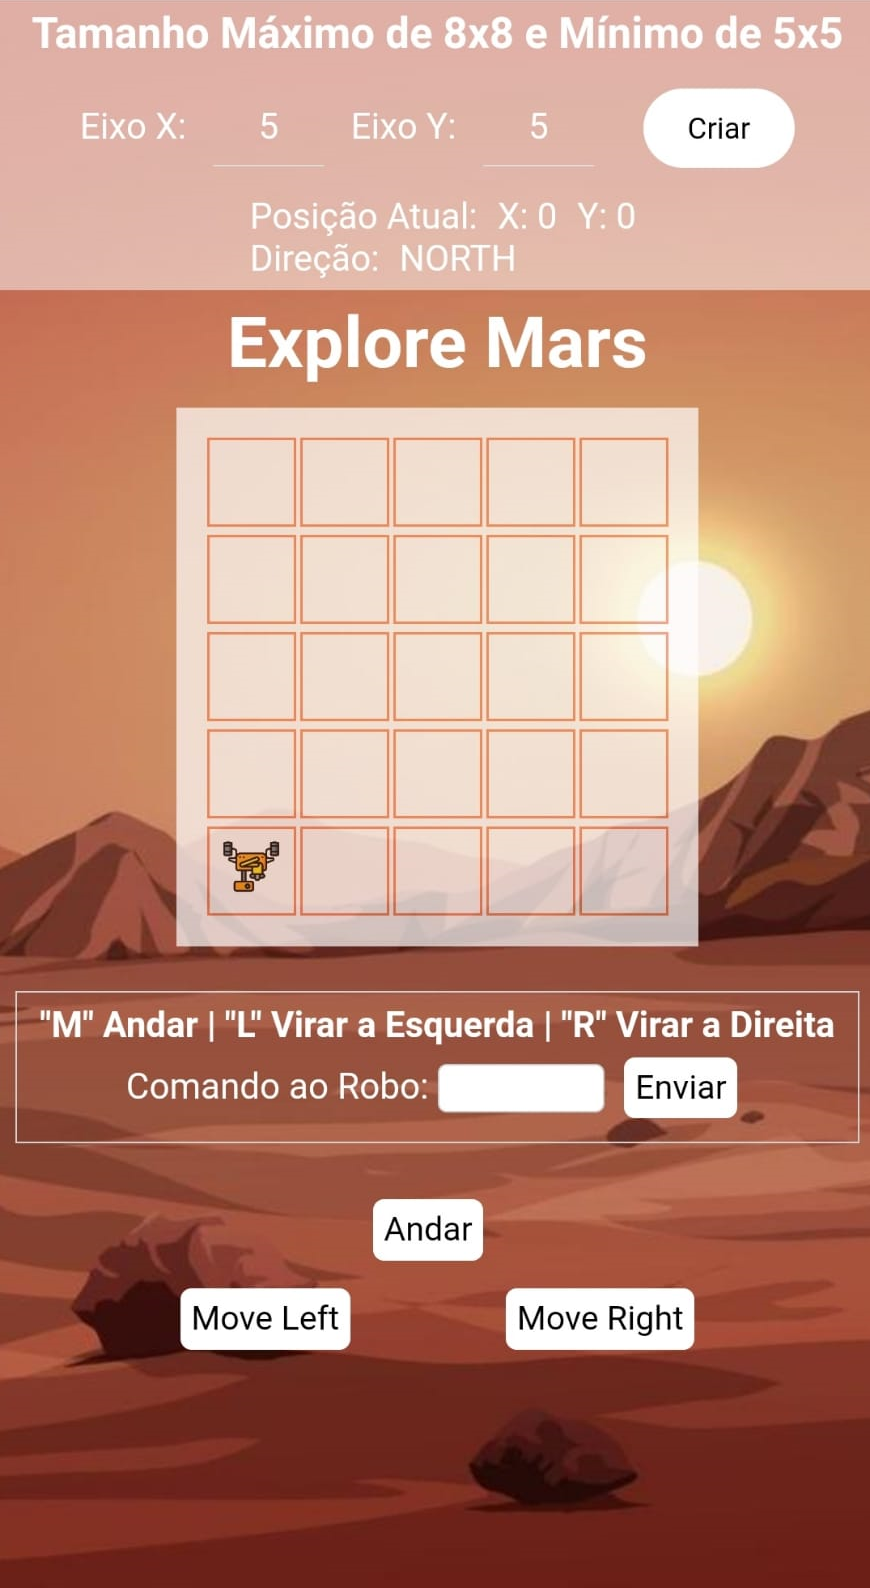 Tamanho Máximo de 8x8 e Mínimo de 5x5
Eixo X: 5 Eixo Y: 5 Criar
Posição Atual: X: 0 Y: 0
Direção: NORTH
Explore Mars
"M" Andar | "L" Virar a Esquerda | "R" Virar a Direita
Comando ao Robo: Enviar
Andar
Move Left Move Right